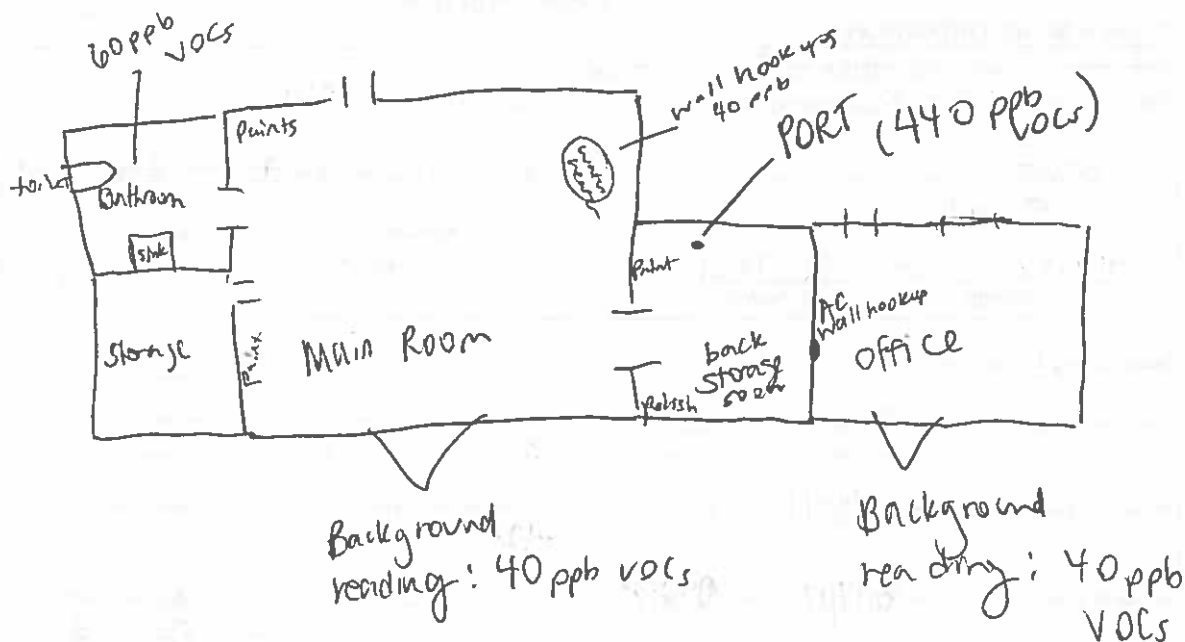 60 ppb
VOCs
wall hookups
40 ppb
PORT (440 ppb
VOCs)
Paints
toilet
Bathroom
sink
Storage
Paint
Main Room
Paint
back
storage
room
Polish
AC
wall hookup
office
Background
reading: 40 ppb VOCs
Background
reading: 40 ppb
VOCs